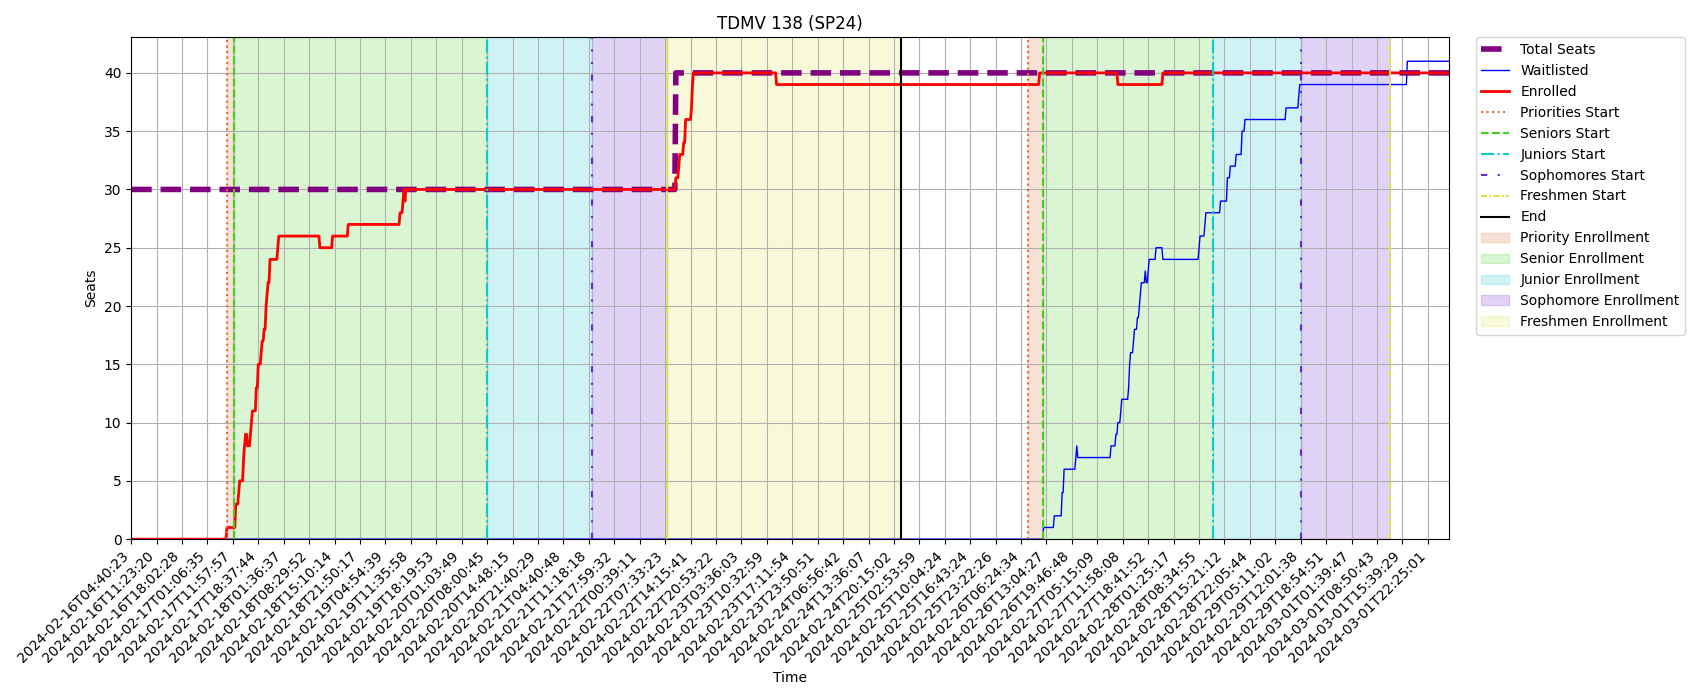 TDMV 138 (SP24)
Seats
40
35
30
25
20
15
10
5
0
2024-02-16T04:40:23
2024-02-16T11:23:20
2024-02-16T18:02:28
2024-02-17T01:06:35
2024-02-17T11:57:57
2024-02-17T18:37:44
2024-02-18T01:36:37
2024-02-18T08:29:52
2024-02-18T15:10:14
2024-02-18T21:50:17
2024-02-19T04:54:39
2024-02-19T11:35:58
2024-02-19T18:19:53
2024-02-20T01:03:49
2024-02-20T08:00:45
2024-02-20T14:48:15
2024-02-20T21:40:29
2024-02-21T04:40:48
2024-02-21T11:18:18
2024-02-21T17:59:32
2024-02-22T00:39:11
2024-02-22T07:33:23
2024-02-22T14:15:41
2024-02-22T20:53:22
2024-02-23T03:36:03
2024-02-23T10:32:59
2024-02-23T17:11:54
2024-02-23T23:50:51
2024-02-24T06:56:42
2024-02-24T13:36:07
2024-02-24T20:15:02
2024-02-25T02:53:59
2024-02-25T10:04:24
2024-02-25T16:43:24
2024-02-25T23:22:26
2024-02-26T06:24:34
2024-02-26T13:04:27
2024-02-26T19:46:48
2024-02-27T05:15:09
2024-02-27T11:58:08
2024-02-27T18:41:52
2024-02-28T01:25:17
2024-02-28T08:34:55
2024-02-28T15:21:12
2024-02-28T22:05:44
2024-02-29T05:11:02
2024-02-29T12:01:38
2024-02-29T18:54:51
2024-03-01T01:39:47
2024-03-01T08:50:43
2024-03-01T15:39:29
2024-03-01T22:25:01
Time
Total Seats
Waitlisted
Enrolled
Priorities Start
Seniors Start
Juniors Start
Sophomores Start
Freshmen Start
End
Priority Enrollment
Senior Enrollment
Junior Enrollment
Sophomore Enrollment
Freshmen Enrollment